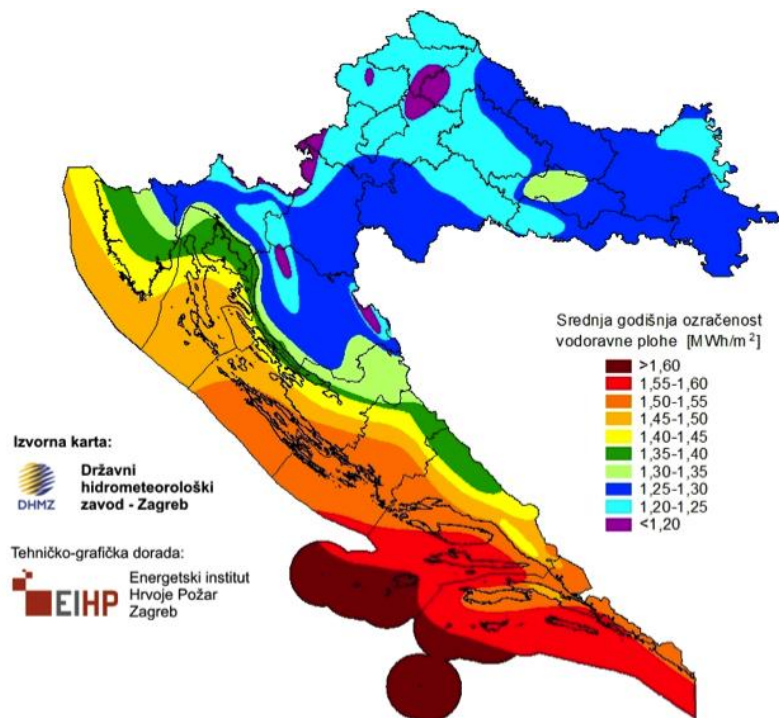 Srednja godišnja ozračenost
vodoravne plohe [MWh/m²]
>1,60
1,55-1,60
1,50-1,55
1,45-1,50
1,40-1,45
1,35-1,40
1,30-1,35
1,25-1,30
1,20-1,25
<1,20
Izvorna karta:
DHMZ
Državni
hidrometeorološki
zavod - Zagreb
Tehničko-grafička dorada:
EIHP
Energetski institut
Hrvoje Požar
Zagreb